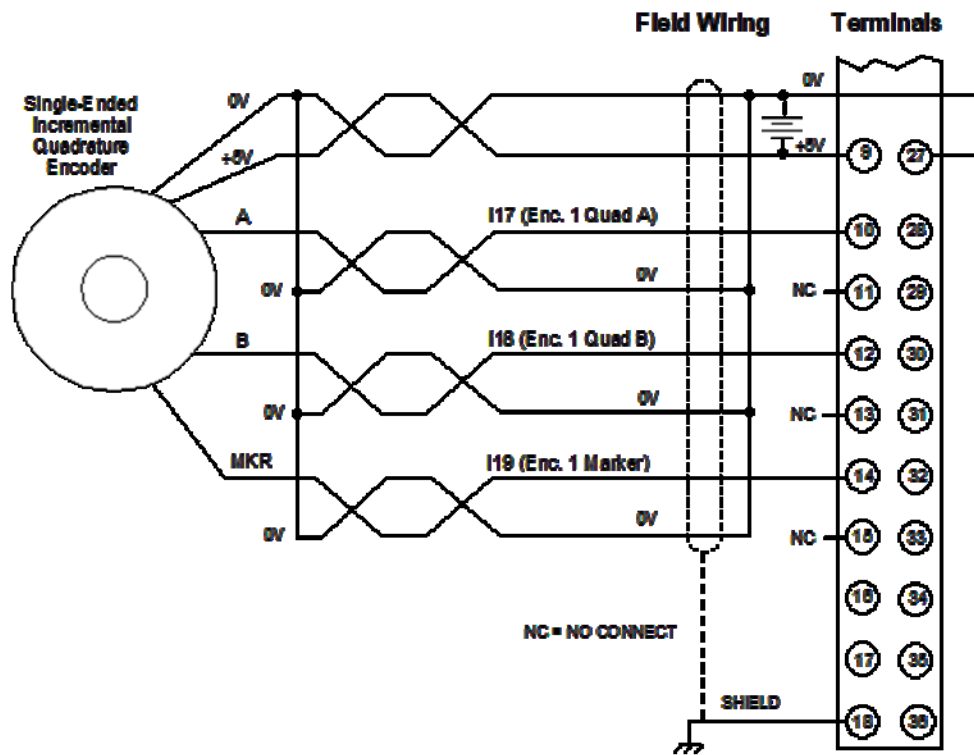 Field Wiring
Terminals
Single-Ended
Incremental
Quadrature
Encoder
0V
0V
+5V
+5V
9
27
A
I17 (Enc. 1 Quad A)
10
28
0V
0V
NC
11
29
B
I18 (Enc. 1 Quad B)
12
30
0V
0V
NC
13
31
MKR
I19 (Enc. 1 Marker)
14
32
0V
0V
NC
15
33
16
34
NC = NO CONNECT
17
35
SHIELD
18
36